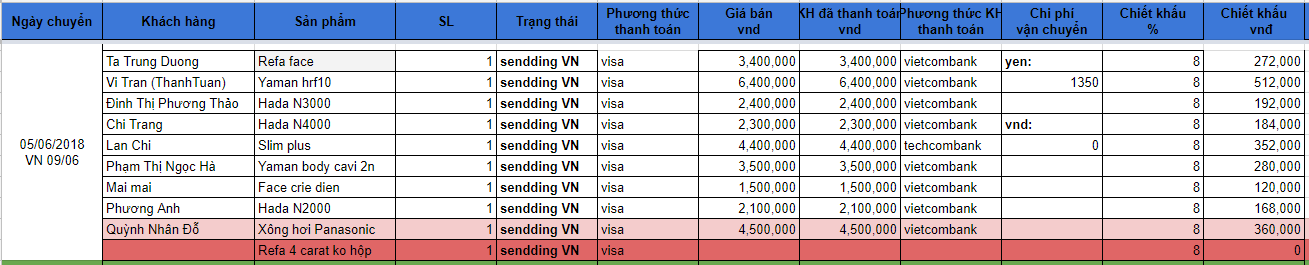 Ngày chuyển Khách hàng Sản phẩm SL Trạng thái Phương thức thanh toán Giá bán vnd KH đã thanh toán vnd Phương thức KH thanh toán Chi phí vận chuyển Chiết khấu % Chiết khấu vnđ
Ta Trung Duong Refa face 1 sendding VN visa 3,400,000 3,400,000 vietcombank yen: 8 272,000
Vi Tran (ThanhTuan) Yaman hrf10 1 sendding VN visa 6,400,000 6,400,000 vietcombank 1350 8 512,000
Đinh Thị Phương Thảo Hada N3000 1 sendding VN visa 2,400,000 2,400,000 vietcombank 8 192,000
Chi Trang Hada N4000 1 sendding VN visa 2,300,000 2,300,000 vietcombank vnd: 8 184,000
05/06/2018
VN 09/06
Lan Chi Slim plus 1 sendding VN visa 4,400,000 4,400,000 techcombank 0 8 352,000
Phạm Thị Ngọc Hà Yaman body cavi 2n 1 sendding VN visa 3,500,000 3,500,000 vietcombank 8 280,000
Mai mai Face crie dien 1 sendding VN visa 1,500,000 1,500,000 vietcombank 8 120,000
Phương Anh Hada N2000 1 sendding VN visa 2,100,000 2,100,000 vietcombank 8 168,000
Quỳnh Nhân Đỗ Xông hơi Panasonic 1 sendding VN visa 4,500,000 4,500,000 vietcombank 8 360,000
Refa 4 carat ko hộp 1 sendding VN visa 8 0